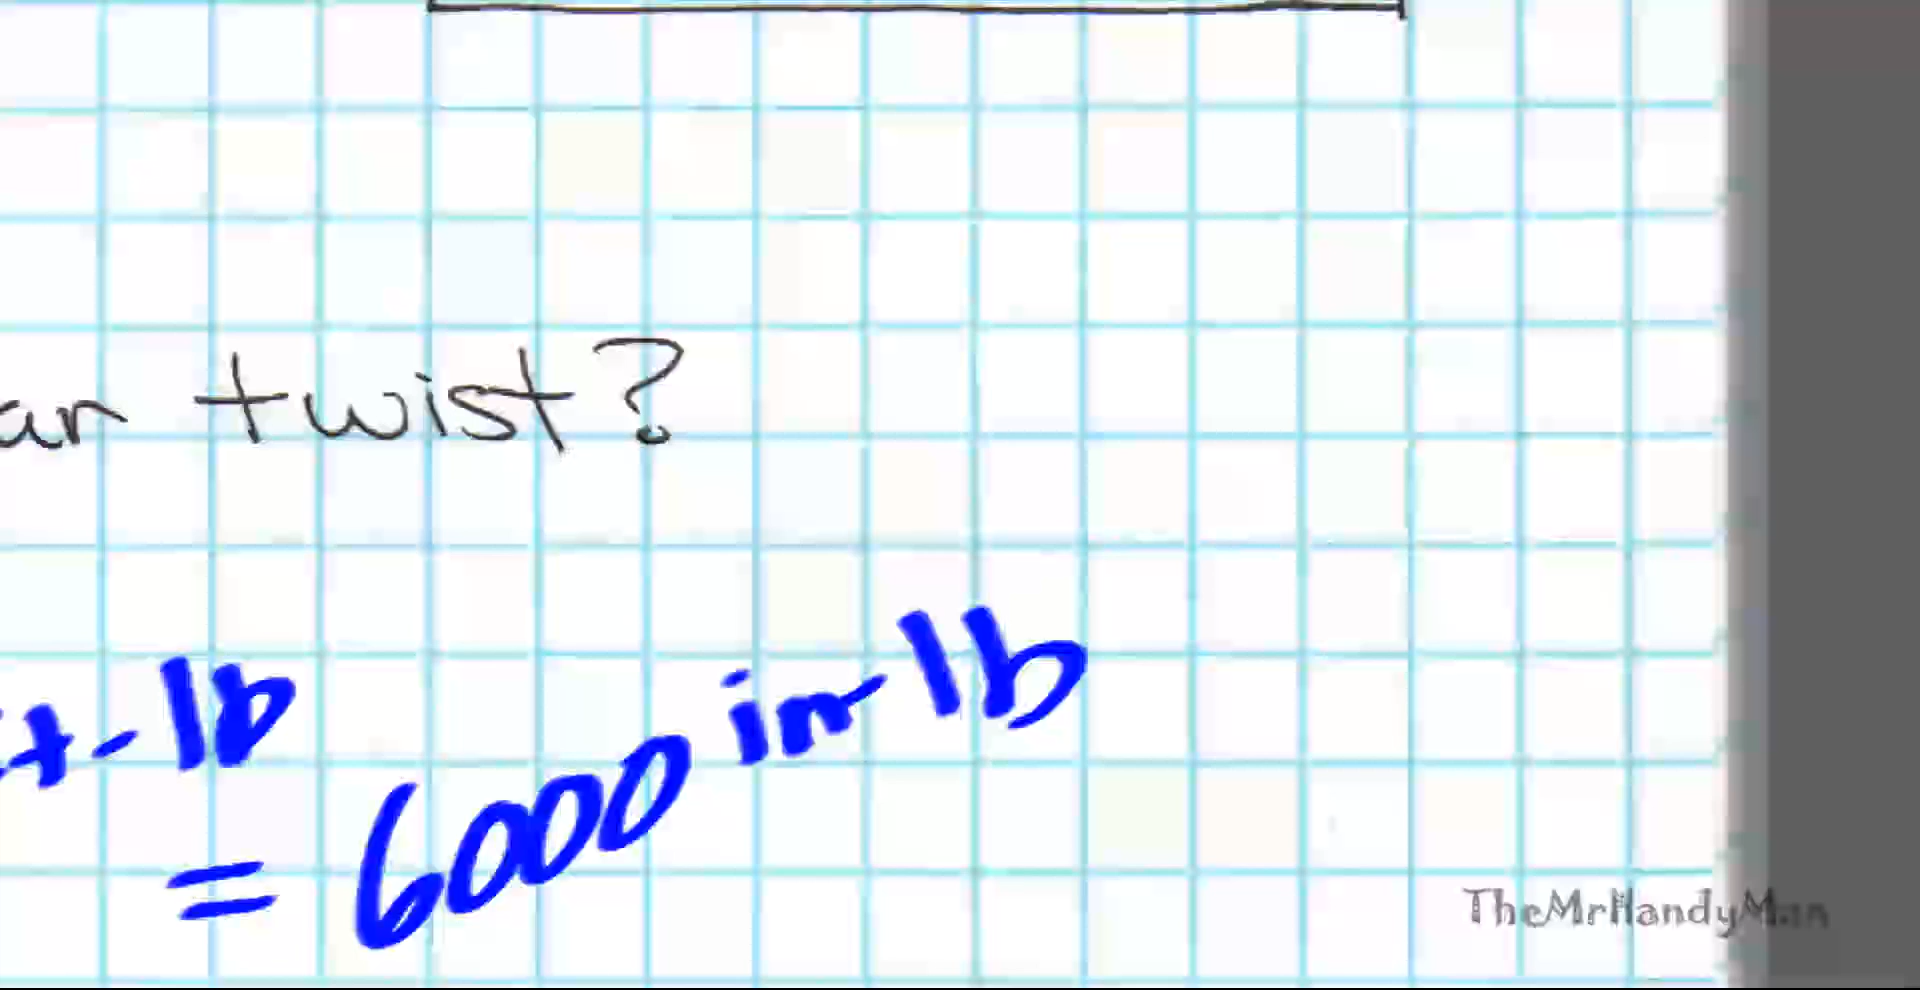 twist?
t-lb
= 6000 in-lb
TheMrHandyMan